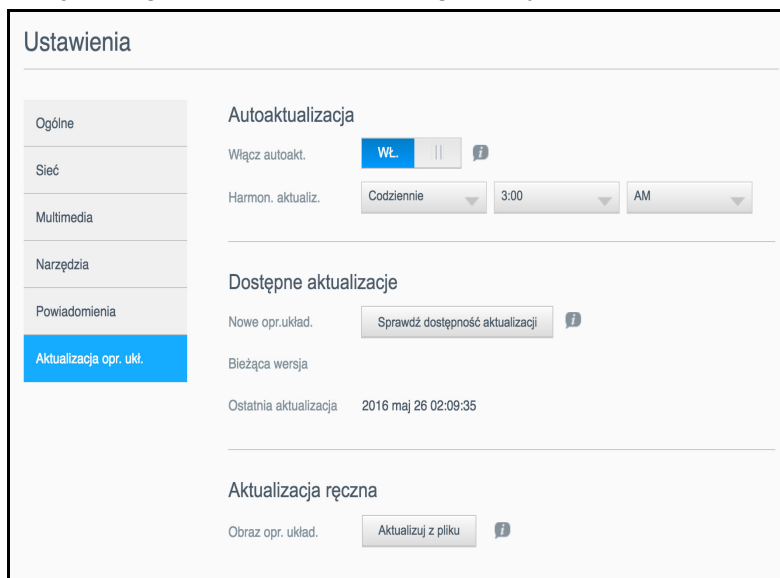 Ustawienia
Ogólne
Sieć
Multimedia
Narzędzia
Powiadomienia
Aktualizacja opr. ukł.
Autoaktualizacja
Włącz autoakt. WŁ.
Harmon. aktualiz. Codziennie 3:00 AM
Dostępne aktualizacje
Nowe opr.układ. Sprawdź dostępność aktualizacji
Bieżąca wersja
Ostatnia aktualizacja 2016 maj 26 02:09:35
Aktualizacja ręczna
Obraz opr. układ. Aktualizuj z pliku